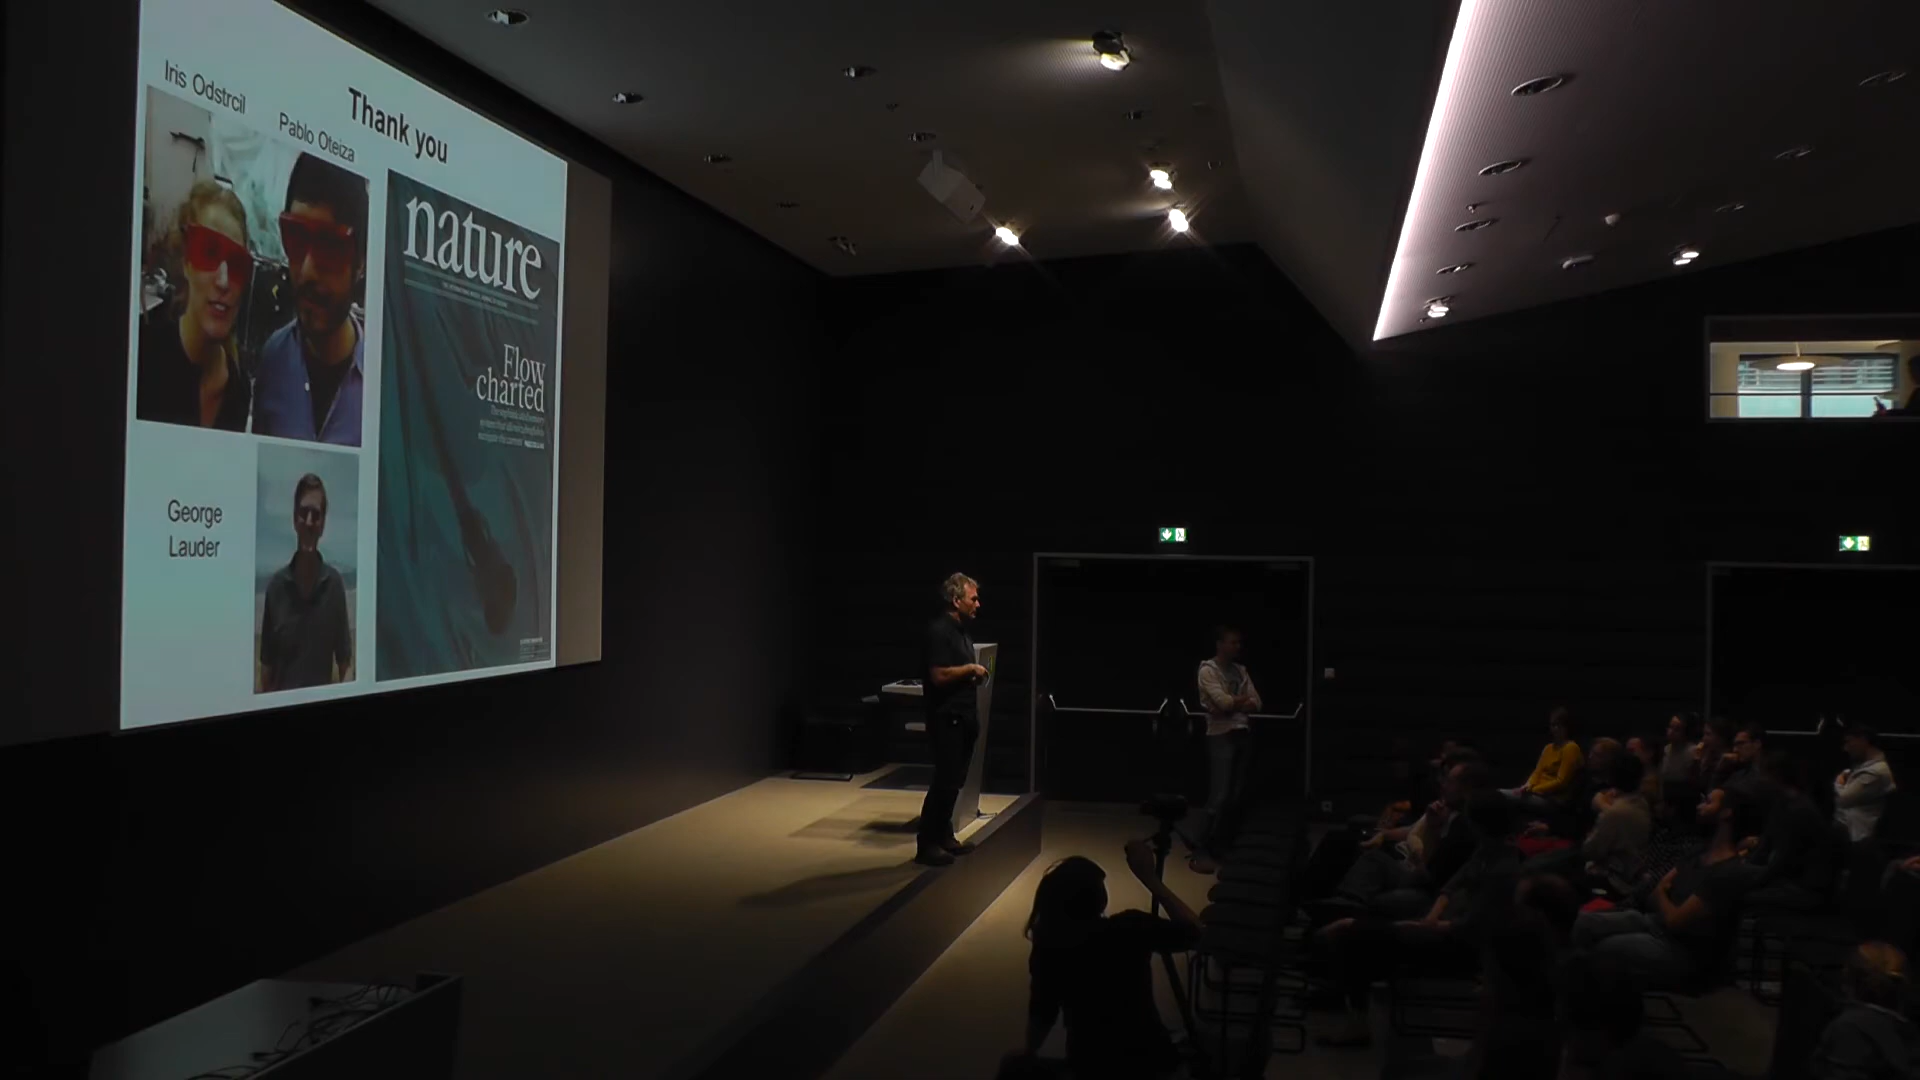 Thank you
Iris Odstrcil
Pablo Oteiza
nature
Flow
charted
George
Lauder